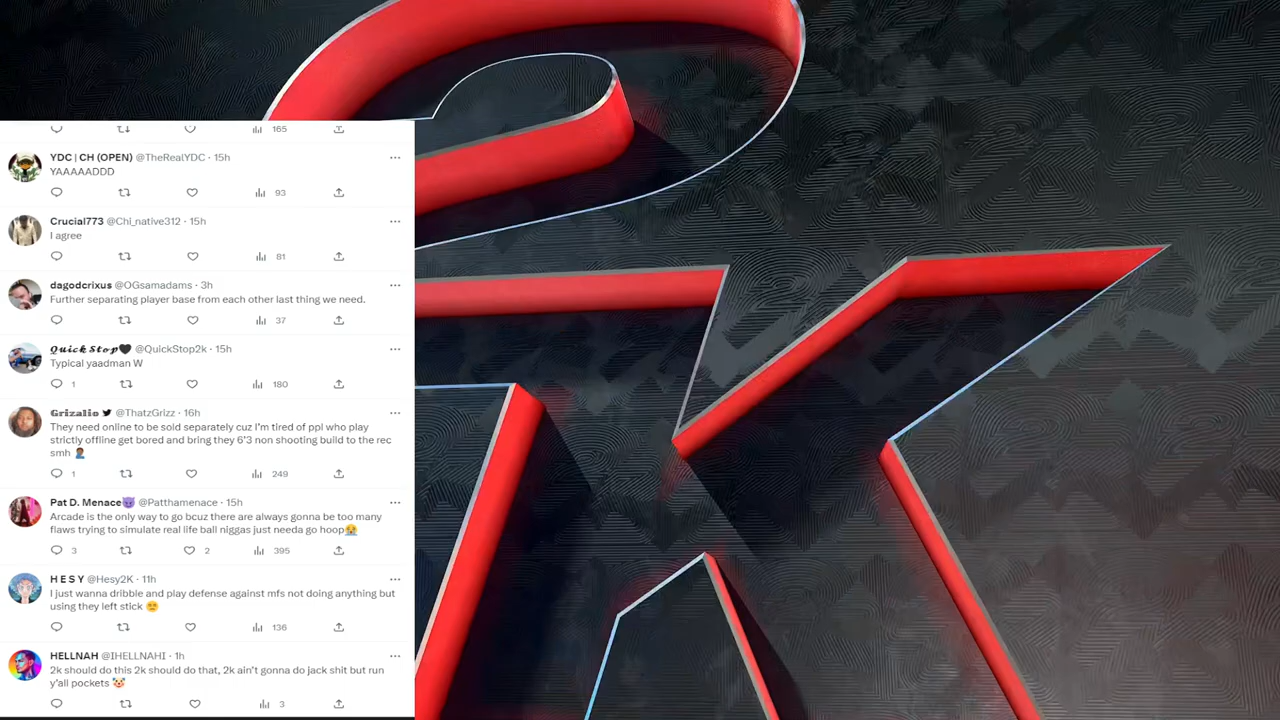 165
YDC | CH (OPEN) @TheRealYDC · 15h
YAAAAADDD
93
Crucial773 @Chi_native312 · 15h
I agree
81
dagodcrixus @OGsamadams · 3h
Further separating player base from each other last thing we need.
37
𝓠𝓾𝓲𝓬𝓴 𝓢𝓽𝓸𝓹🖤 @QuickStop2k · 15h
Typical yaadman W
1 180
𝔾𝕣𝕚𝕫𝕒𝕝𝕚𝕠 @ThatzGrizz · 16h
They need online to be sold separately cuz I'm tired of ppl who play
strictly offline get bored and bring they 6'3 non shooting build to the rec
smh 🤦🏾‍♂️
1 249
Pat D. Menace😈 @Patthamenace · 15h
Arcade is the only way to go bcuz there are always gonna be too many
flaws trying to simulate real life ball niggas just needa go hoop😭
3 2 395
H E S Y @Hesy2K · 11h
I just wanna dribble and play defense against mfs not doing anything but
using they left stick 😒
136
HELLNAH @IHELLNAHI · 1h
2k should do this 2k should do that, 2k ain't gonna do jack shit but run
y'all pockets 🤡
3
2K